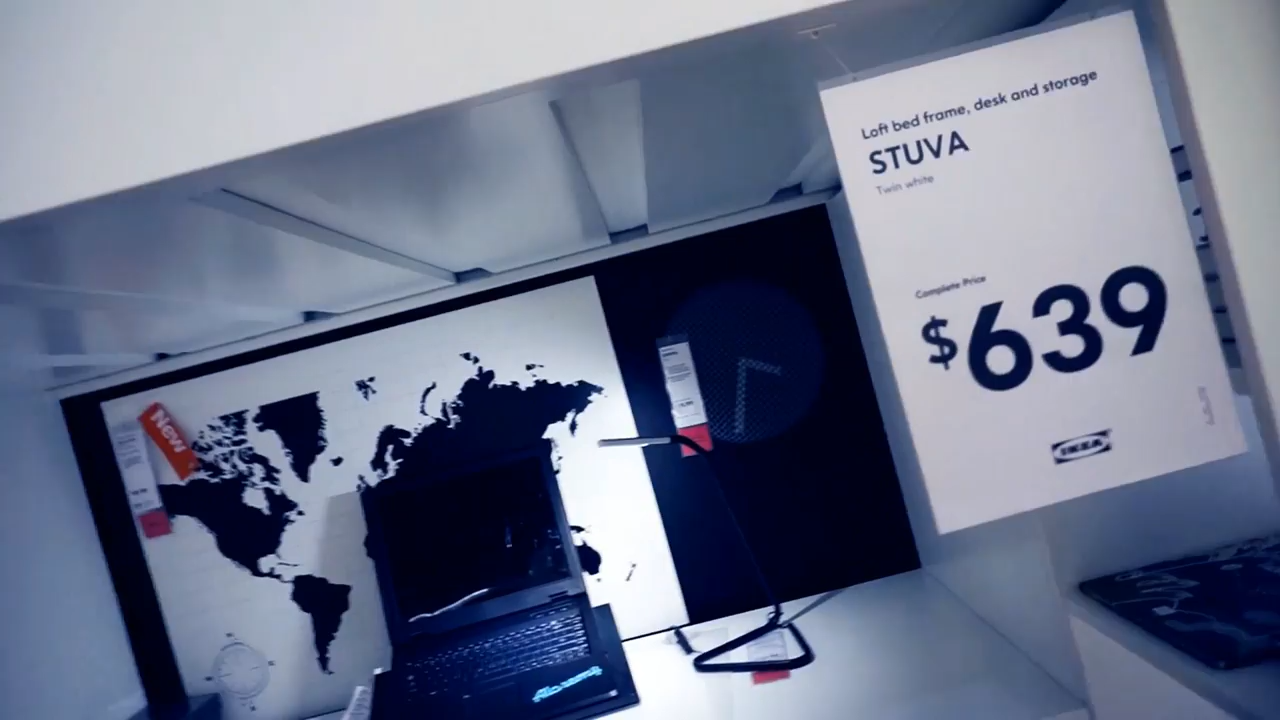 Loft bed frame, desk and storage
STUVA
Twin white
Complete Price
$639
IKEA
New